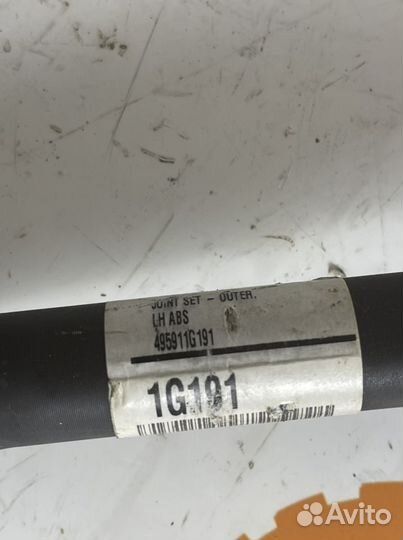 JOINT SET - OUTER,
LH ABS
495911G191
1G191
Avito